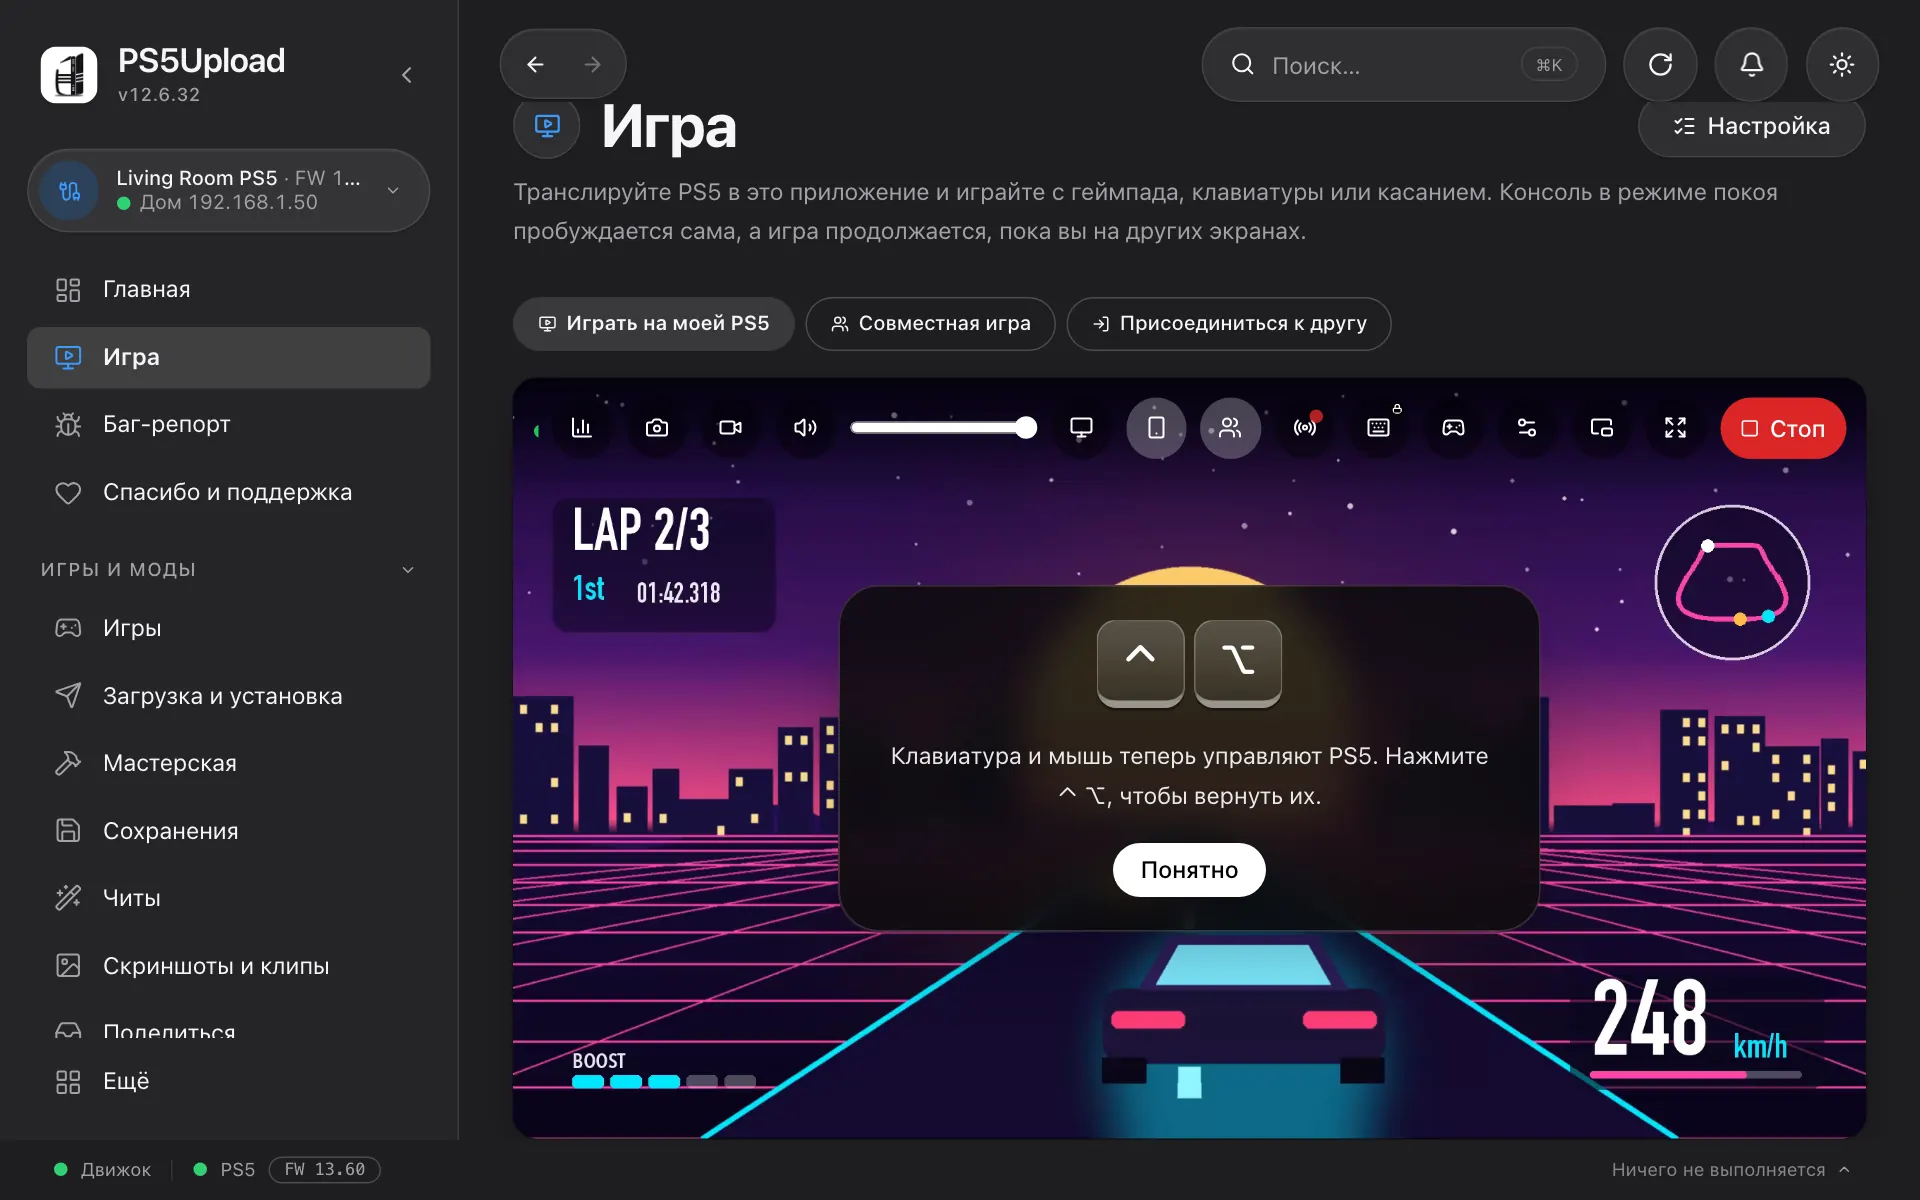 PS5Upload
v12.6.32
Living Room PS5 · FW 1...
Дом 192.168.1.50
Главная
Игра
Баг-репорт
Спасибо и поддержка
ИГРЫ И МОДЫ
Игры
Загрузка и установка
Мастерская
Сохранения
Читы
Скриншоты и клипы
Поделиться
Ещё
Поиск...
⌘K
Игра
Настройка
Транслируйте PS5 в это приложение и играйте с геймпада, клавиатуры или касанием. Консоль в режиме покоя
пробуждается сама, а игра продолжается, пока вы на других экранах.
Играть на моей PS5
Совместная игра
Присоединиться к другу
Стоп
LAP 2/3
1st 01:42.318
Клавиатура и мышь теперь управляют PS5. Нажмите
⌃ ⌥, чтобы вернуть их.
Понятно
BOOST
248 km/h
Движок
PS5
FW 13.60
Ничего не выполняется